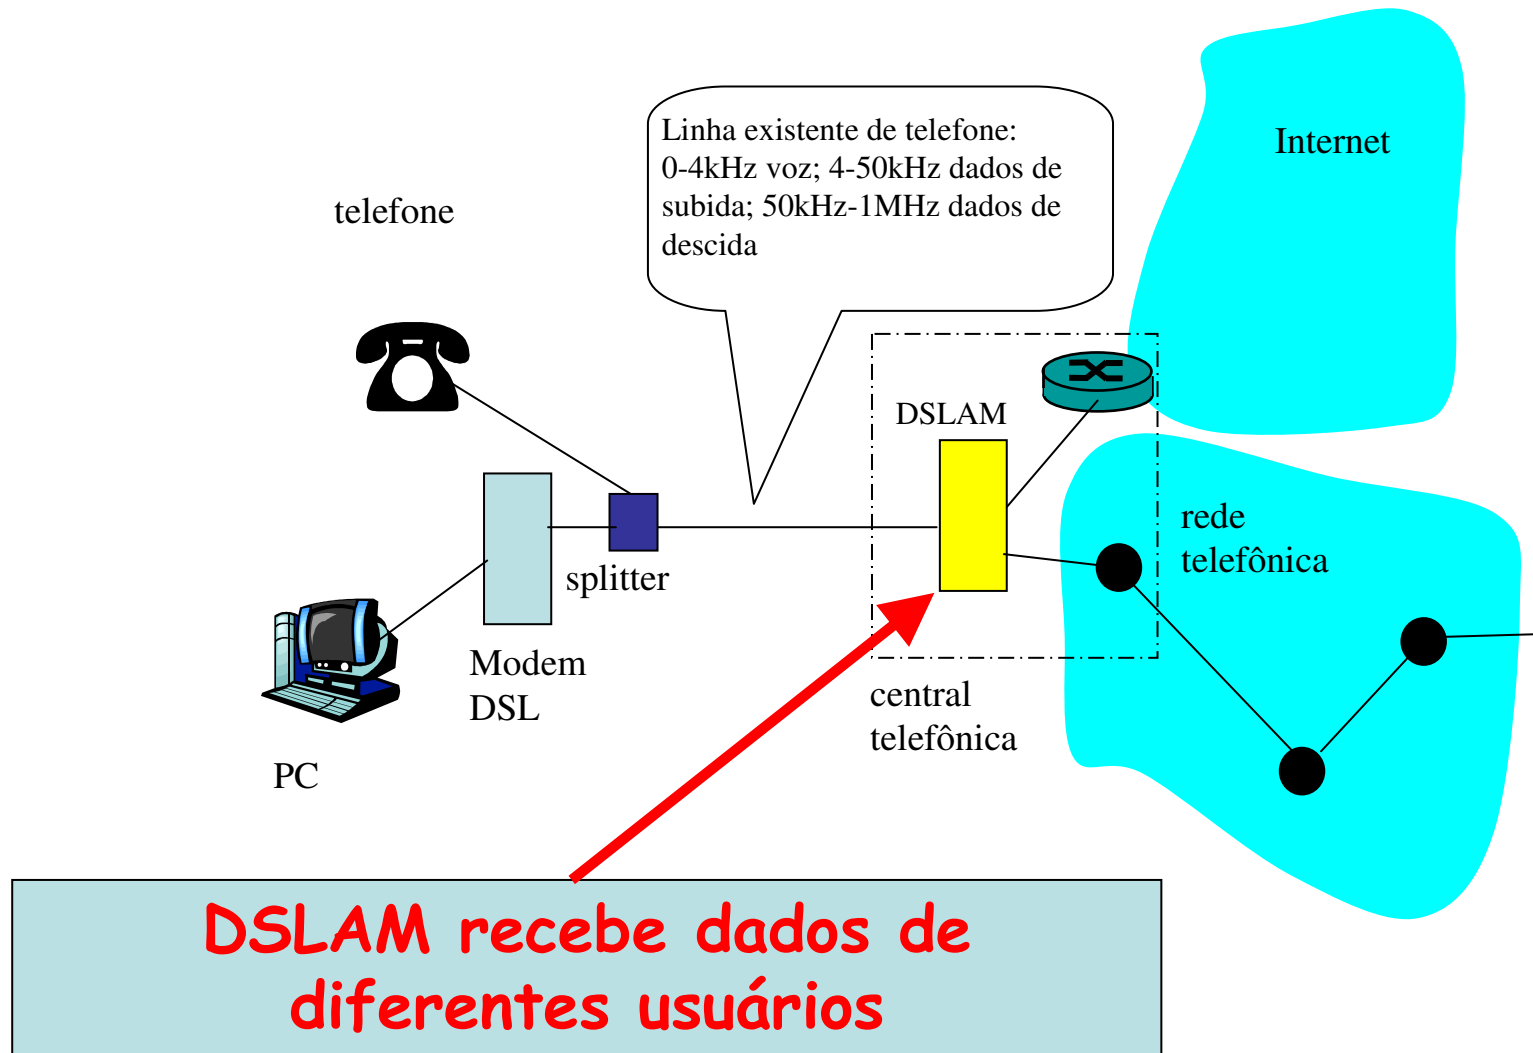 Linha existente de telefone:
0-4kHz voz; 4-50kHz dados de
subida; 50kHz-1MHz dados de
descida
Internet
telefone
DSLAM
rede
telefônica
splitter
Modem
DSL
central
telefônica
PC
DSLAM recebe dados de
diferentes usuários